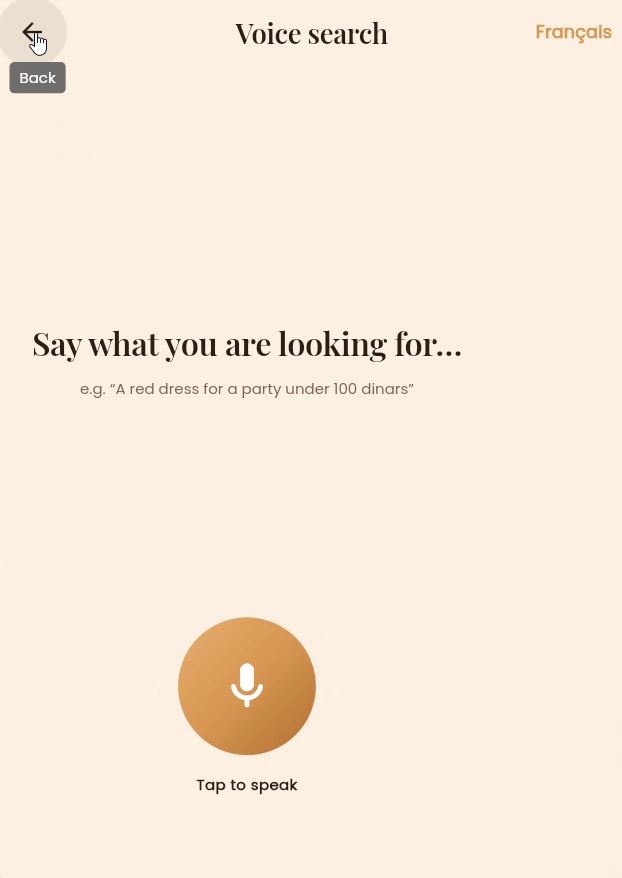 Voice search
Français
Back
Say what you are looking for...
e.g. “A red dress for a party under 100 dinars”
Tap to speak